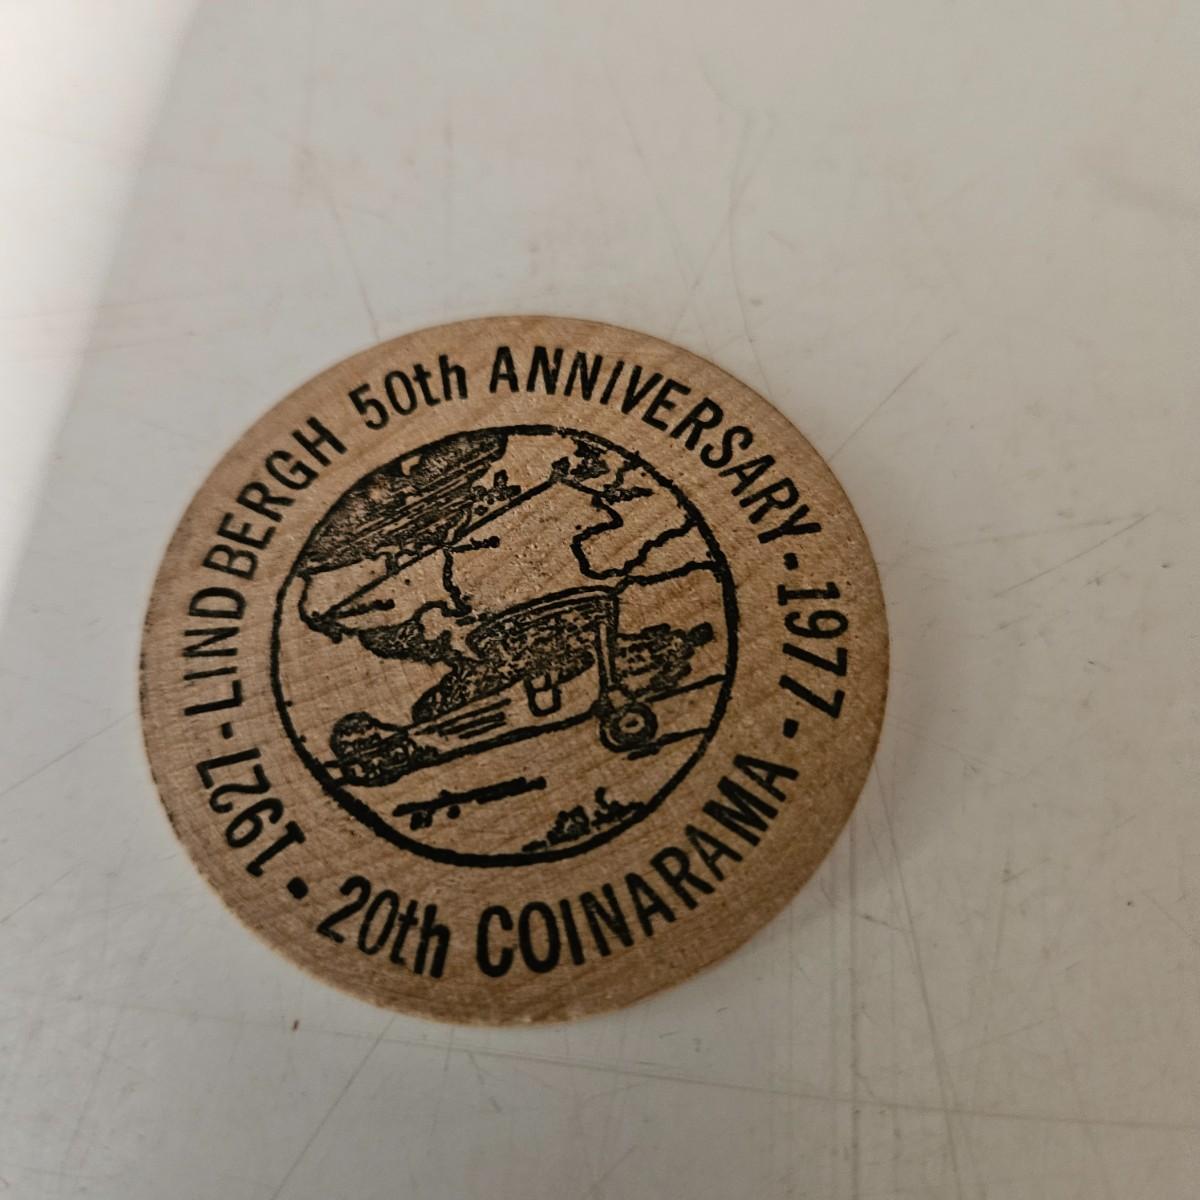 1927-LINDBERGH 50th ANNIVERSARY-1977
• 20th COINARAMA •